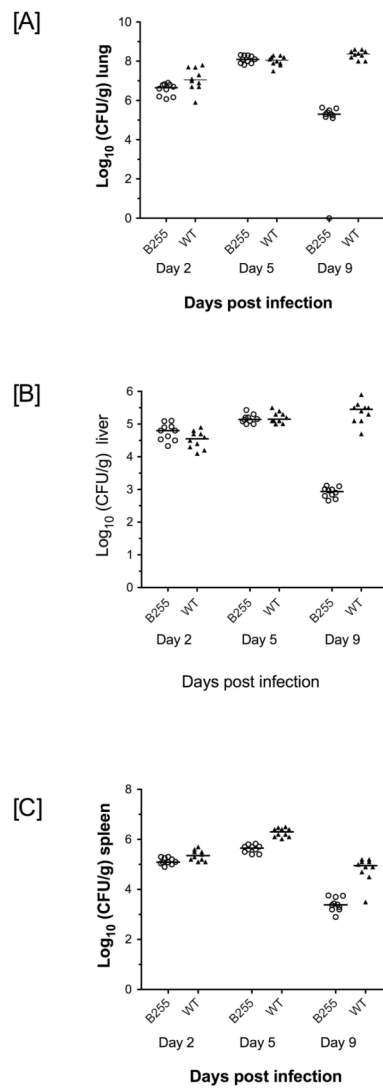 [A]
Log10 (CFU/g) lung
10
8
6
4
2
0
B255 WT B255 WT B255 WT
Day 2 Day 5 Day 9
Days post infection
[B]
Log10 (CFU/g) liver
6
5
4
3
2
1
0
B255 WT B255 WT B255 WT
Day 2 Day 5 Day 9
Days post infection
[C]
Log10 (CFU/g) spleen
8
6
4
2
0
B255 WT B255 WT B255 WT
Day 2 Day 5 Day 9
Days post infection